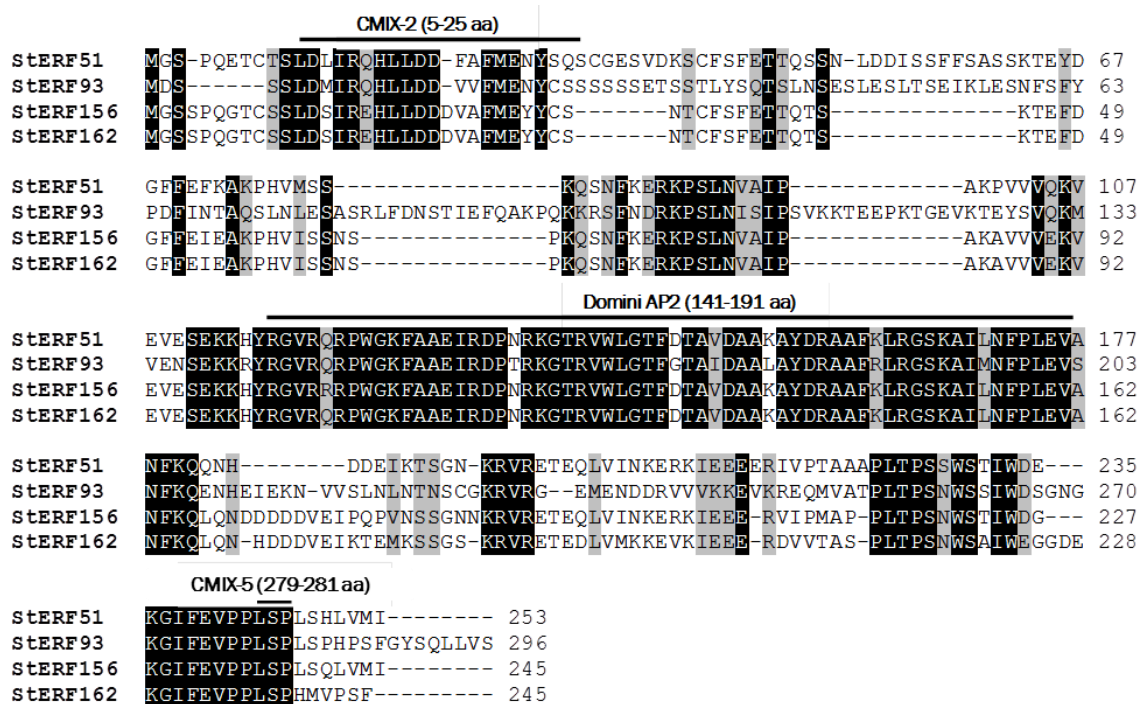 CMIX-2 (5-25 aa)
StERF51 MGS-PQETCTSLDLIRQHLLDD-FAFMENYSQSCGESVDKSCFSFETTQSSN-LDDISSFFSASSKTEYD 67
StERF93 MDS------SSLDMIRQHLLDD-VVFMENYCSSSSSSETSSTLYSQTSLNSESLESLTSEIKLESNFSFY 63
StERF156 MGSSPQGTCSSLDSIREHLLDDDVAFMEYYCS-------NTCFSFETTQTS--------------KTEFD 49
StERF162 MGSSPQGTCSSLDSIREHLLDDDVAFMEYYCS-------NTCFSFETTQTS--------------KTEFD 49
StERF51 GFFEFKAKPHVMSS-----------------KQSNFKERKPSLNVAIP-------------AKPVVVQKV 107
StERF93 PDFINTAQSLNLESASRLFDNSTIEFQAKPQKKRSFNDRKPSLNISIPSVKKTEEPKTGEVKTEYSVQKM 133
StERF156 GFFEIEAKPHVISSNS--------------PKQSNFKERKPSLNVAIP-------------AKAVVVEKV 92
StERF162 GFFEIEAKPHVISSNS--------------PKQSNFKERKPSLNVAIP-------------AKAVVVEKV 92
Domini AP2 (141-191 aa)
StERF51 EVESEKKHYRGVRQRPWGKFAAEIRDPNRKGTRVWLGTFDTAVDAAKAYDRAAFKLRGSKAILNFPLEVA 177
StERF93 VENSEKKRYRGVRQRPWGKFAAEIRDPTRKGTRVWLGTFGTAIDAALAYDRAAFRLRGSKAIMNFPLEVS 203
StERF156 EVESEKKHYRGVRRRPWGKFAAEIRDPNRKGTRVWLGTFDTAVDAAKAYDRAAFKLRGSKAILNFPLEVA 162
StERF162 EVESEKKHYRGVRQRPWGKFAAEIRDPNRKGTRVWLGTFDTAVDAAKAYDRAAFKLRGSKAILNFPLEVA 162
StERF51 NFKQQNH--------DDEIKTSGN-KRVRETEQLVINKERKIEEEERIVPTAAAPLTPSSWSTIWDE--- 235
StERF93 NFKQENHEIEKN-VVSLNLNTNSCGKRVRG--EMENDDRVVVKKEVKREQMVATPLTPSNWSSIWDSGNG 270
StERF156 NFKQLQNDDDDDVEIPQPVNSSGNNKRVRETEQLVINKERKIEEE-RVIPMAP-PLTPSNWSTIWDG--- 227
StERF162 NFKQLQN-HDDDVEIKTEMKSSGS-KRVRETEDLVMKKEVKIEEE-RDVVTAS-PLTPSNWSAIWEGGDE 228
CMIX-5 (279-281 aa)
StERF51 KGIFEVPPLSPLSHLVMI-------- 253
StERF93 KGIFEVPPLSPLSPHPSFGYSQLLVS 296
StERF156 KGIFEVPPLSPLSQLVMI-------- 245
StERF162 KGIFEVPPLSPHMVPSF--------- 245